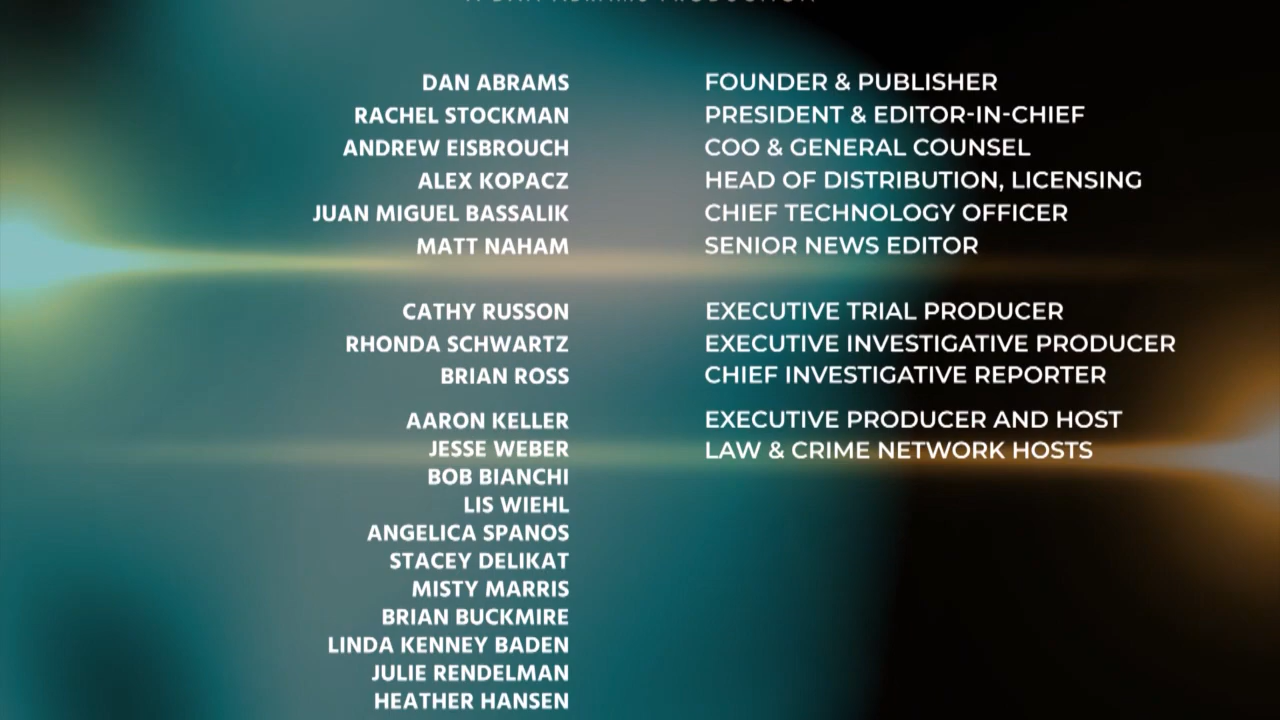 DAN ABRAMS FOUNDER & PUBLISHER
RACHEL STOCKMAN PRESIDENT & EDITOR-IN-CHIEF
ANDREW EISBROUCH COO & GENERAL COUNSEL
ALEX KOPACZ HEAD OF DISTRIBUTION, LICENSING
JUAN MIGUEL BASSALIK CHIEF TECHNOLOGY OFFICER
MATT NAHAM SENIOR NEWS EDITOR
CATHY RUSSON EXECUTIVE TRIAL PRODUCER
RHONDA SCHWARTZ EXECUTIVE INVESTIGATIVE PRODUCER
BRIAN ROSS CHIEF INVESTIGATIVE REPORTER
AARON KELLER EXECUTIVE PRODUCER AND HOST
JESSE WEBER LAW & CRIME NETWORK HOSTS
BOB BIANCHI
LIS WIEHL
ANGELICA SPANOS
STACEY DELIKAT
MISTY MARRIS
BRIAN BUCKMIRE
LINDA KENNEY BADEN
JULIE RENDELMAN
HEATHER HANSEN